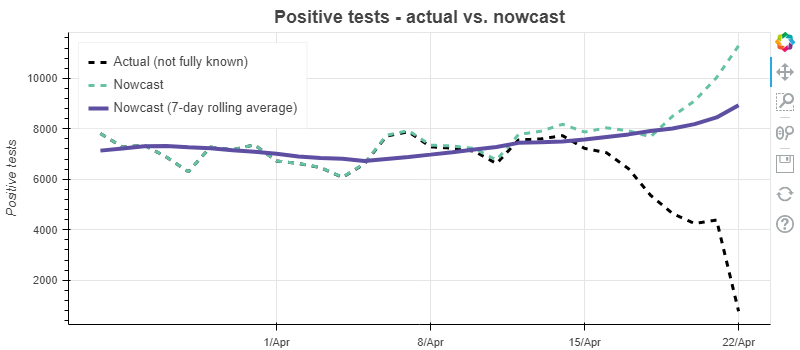 Positive tests - actual vs. nowcast
Actual (not fully known)
Nowcast
Nowcast (7-day rolling average)
Positive tests
10000
8000
6000
4000
2000
1/Apr
8/Apr
15/Apr
22/Apr